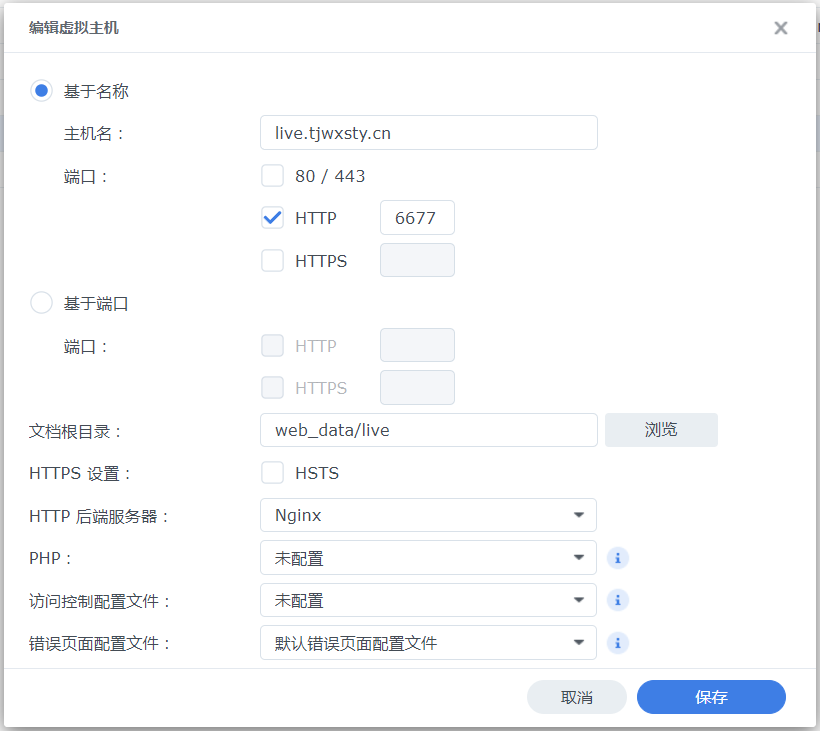 编辑虚拟主机
基于名称
主机名：
live.tjwxsty.cn
端口：
80 / 443
HTTP
6677
HTTPS
基于端口
端口：
HTTP
HTTPS
文档根目录：
web_data/live
浏览
HTTPS 设置：
HSTS
HTTP 后端服务器：
Nginx
PHP：
未配置
访问控制配置文件：
未配置
错误页面配置文件：
默认错误页面配置文件
取消
保存